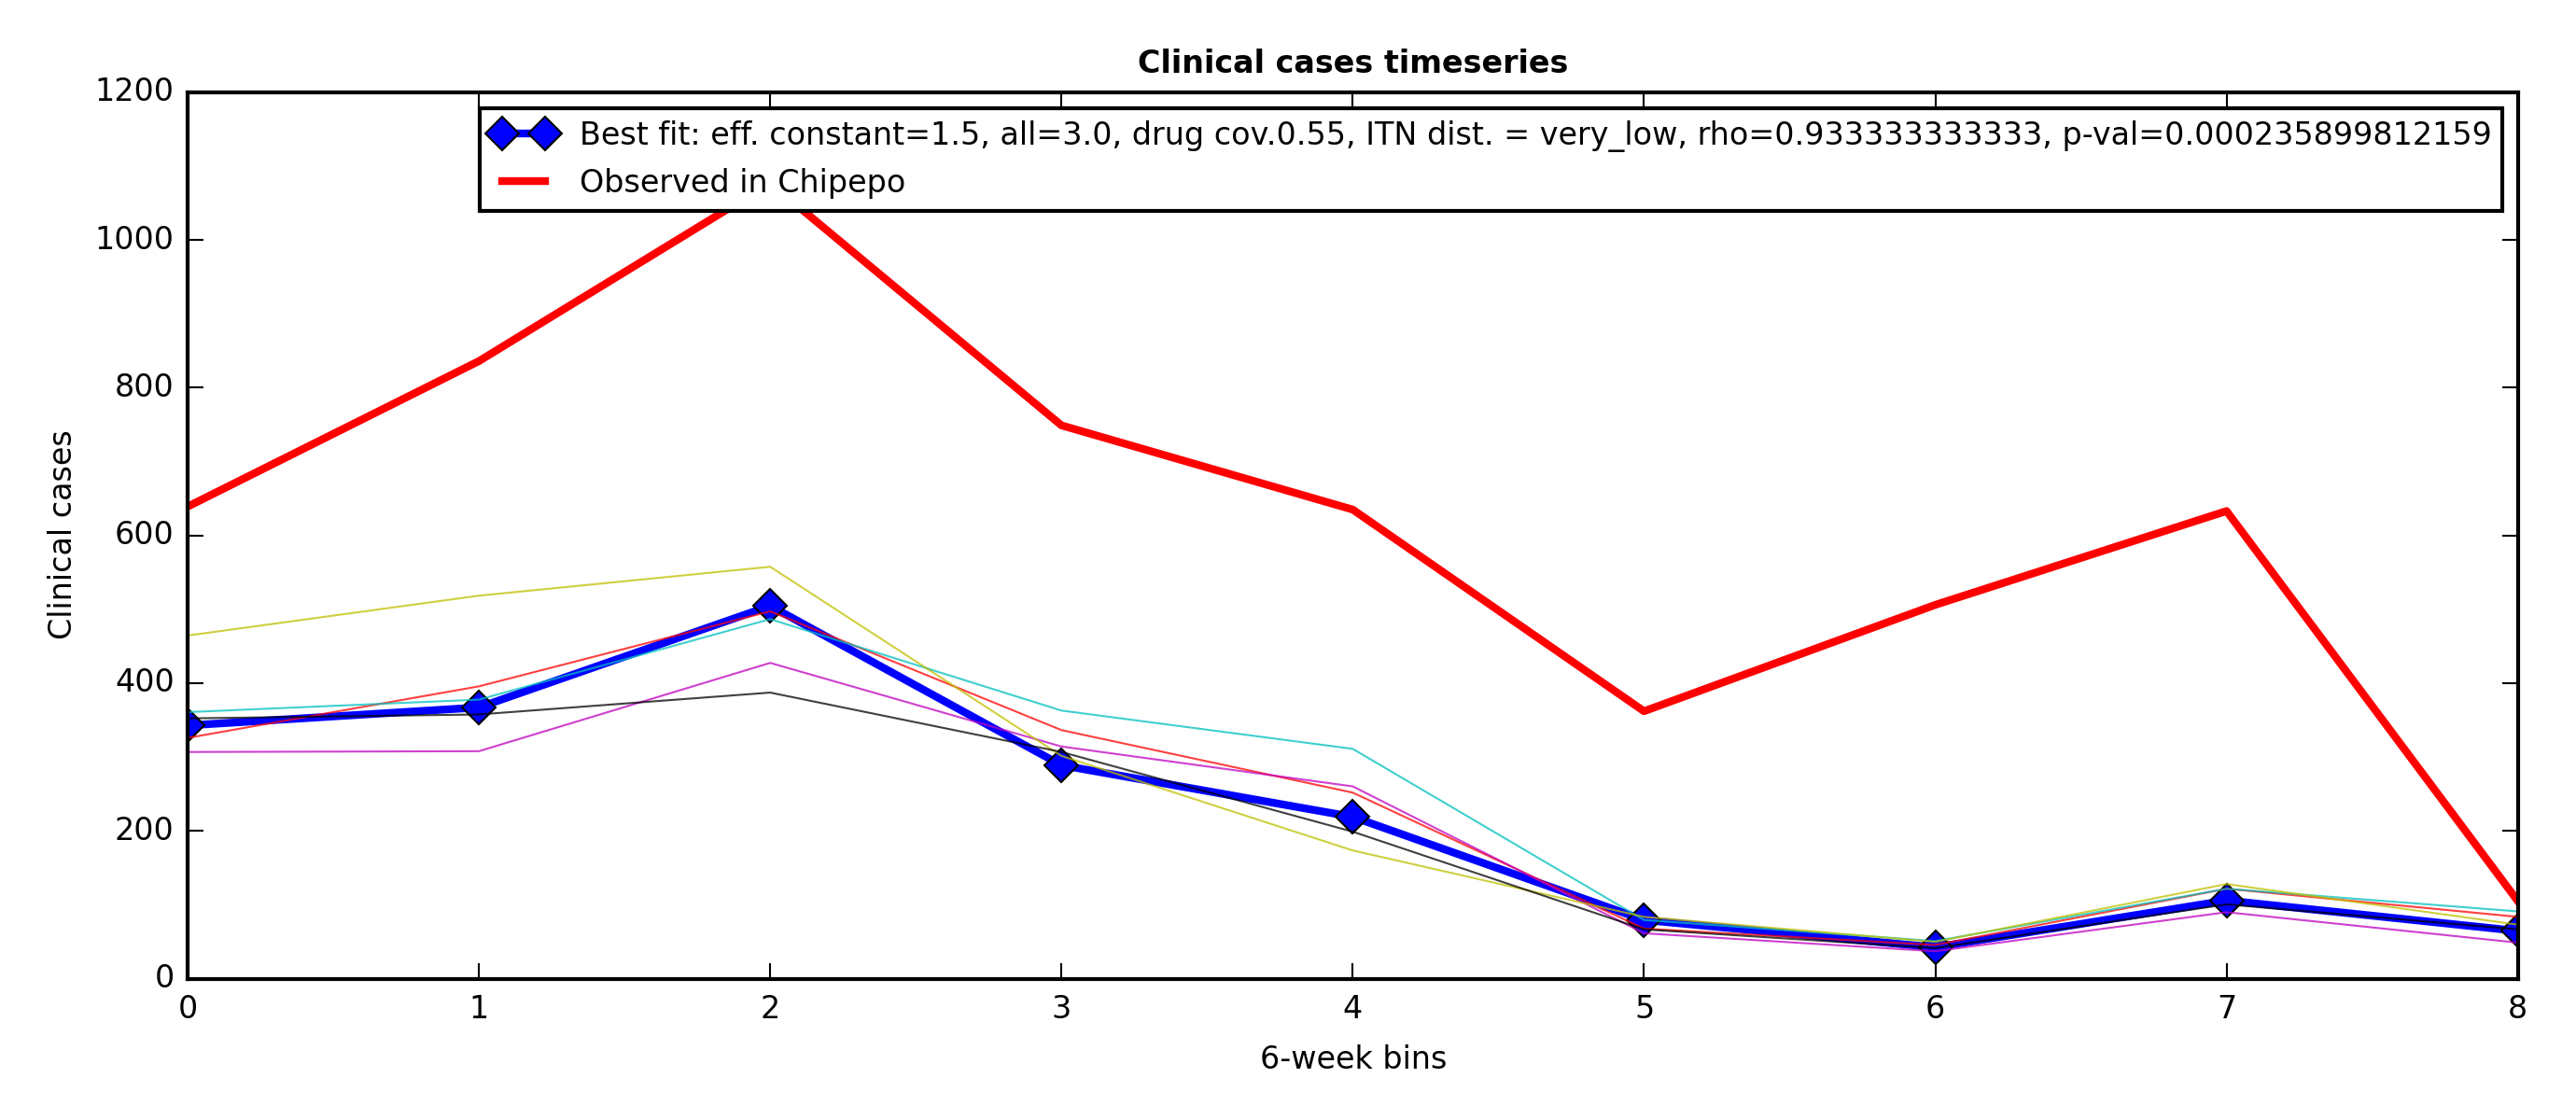 Clinical cases timeseries
1200
1000
800
600
400
200
0
Clinical cases
Best fit: eff. constant=1.5, all=3.0, drug cov.0.55, ITN dist. = very_low, rho=0.933333333333, p-val=0.000235899812159
Observed in Chipepo
0 1 2 3 4 5 6 7 8
6-week bins